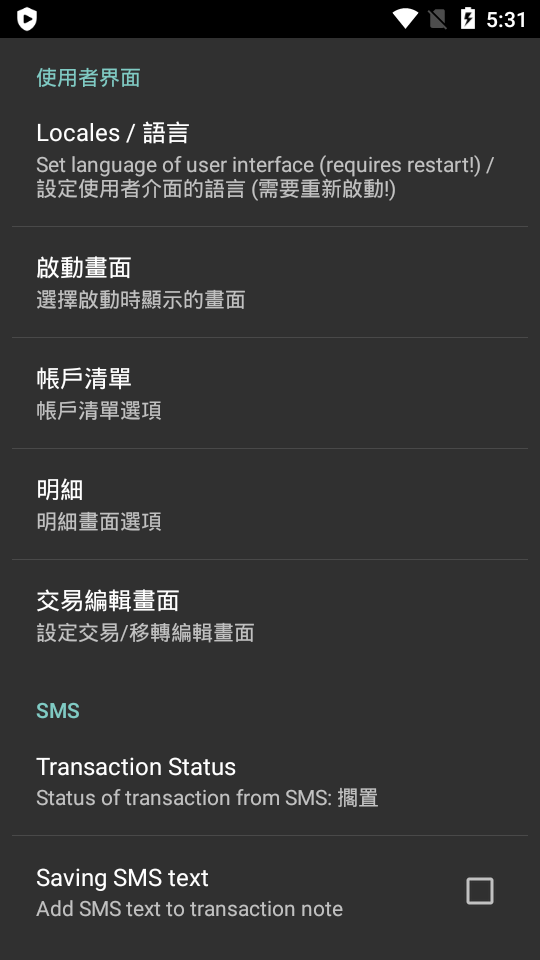 5:31
使用者界面
Locales / 語言
Set language of user interface (requires restart!) /
設定使用者介面的語言 (需要重新啟動!)
啟動畫面
選擇啟動時顯示的畫面
帳戶清單
帳戶清單選項
明細
明細畫面選項
交易編輯畫面
設定交易/移轉編輯畫面
SMS
Transaction Status
Status of transaction from SMS: 擱置
Saving SMS text
Add SMS text to transaction note